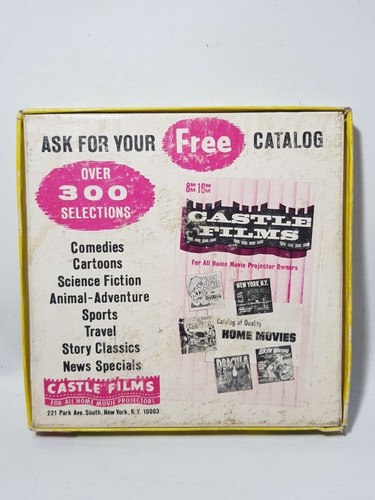 ASK FOR YOUR Free CATALOG
OVER
300
SELECTIONS
Comedies
Cartoons
Science Fiction
Animal-Adventure
Sports
Travel
Story Classics
News Specials
CASTLE FILMS
FOR ALL HOME MOVIE PROJECTORS
221 Park Ave. South, New York, N.Y. 10003
8MM 16MM
CASTLE
FILMS
For All Home Movie Projector Owners
NEW YORK, N.Y.
Catalog of Quality
HOME MOVIES
DRACULA
SKIN DIVING